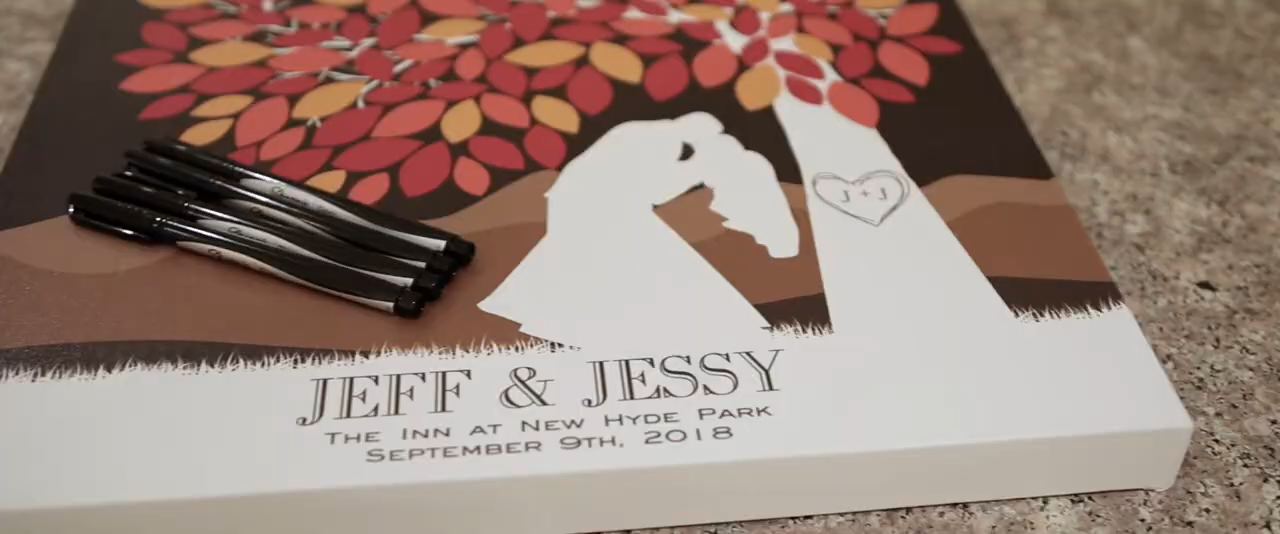 J + J
JEFF & JESSY
THE INN AT NEW HYDE PARK
SEPTEMBER 9TH, 2018